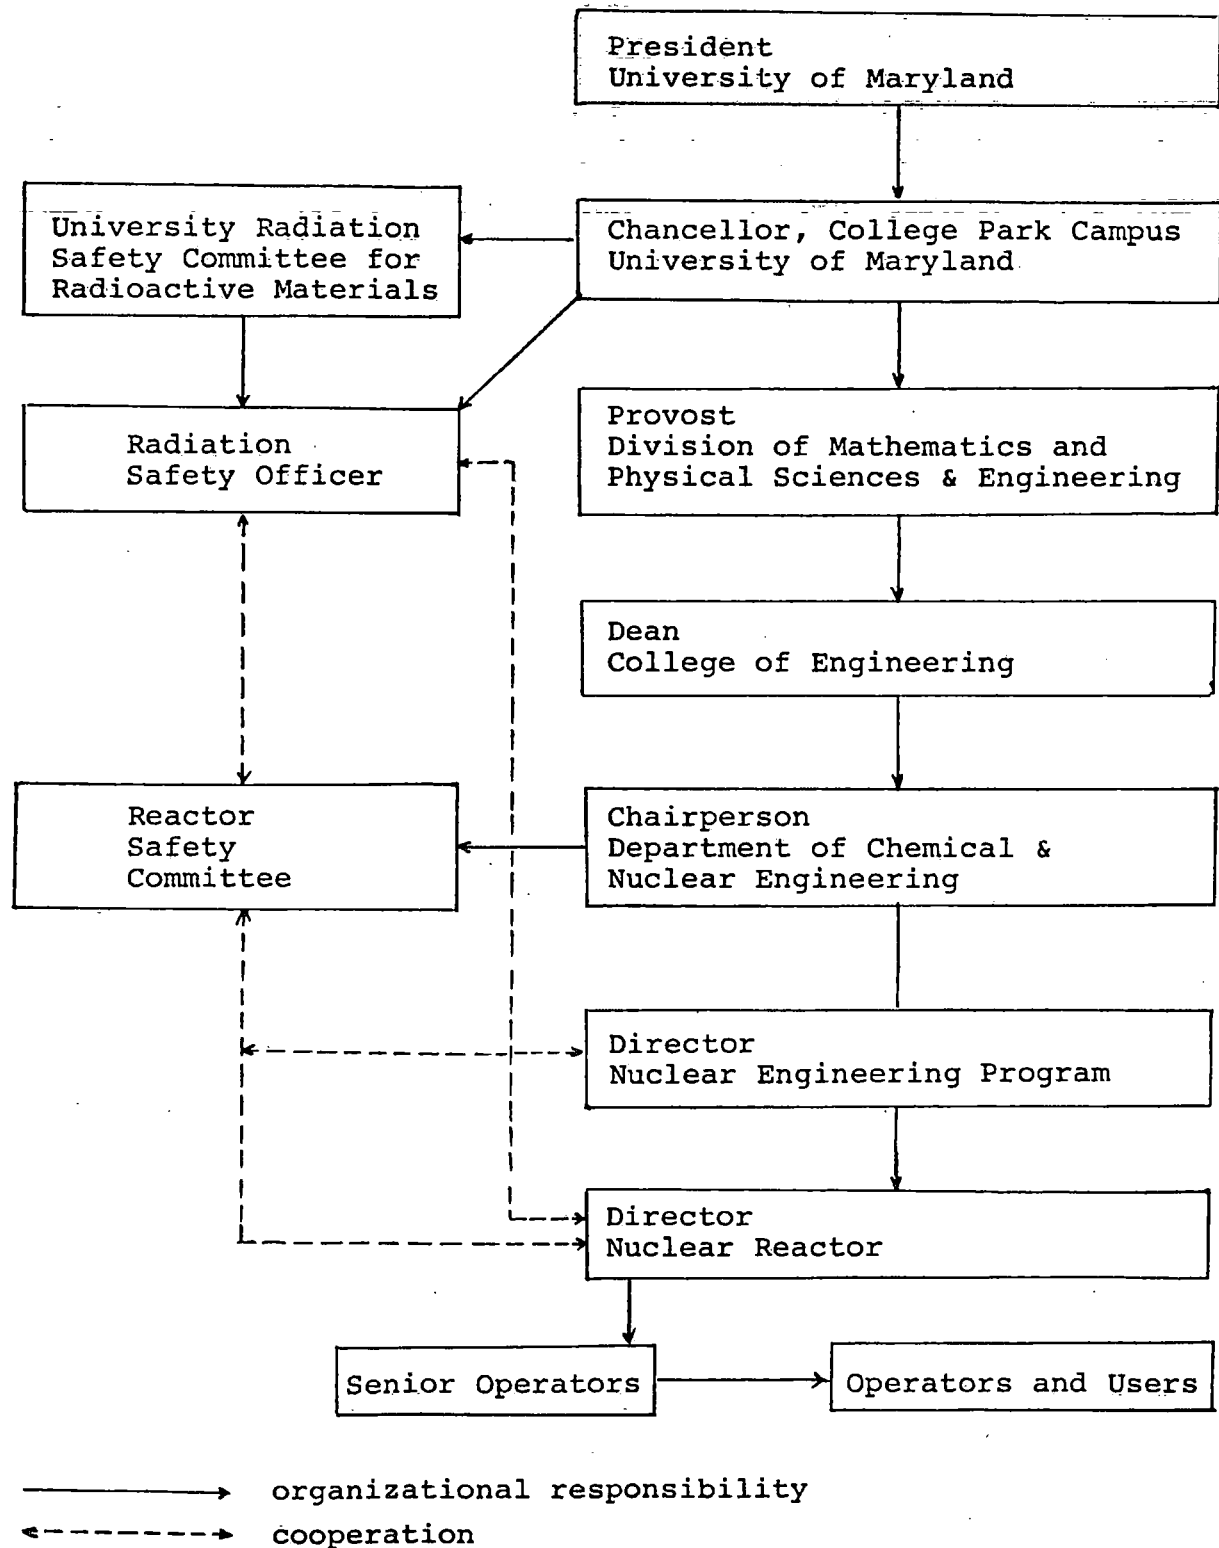 President
University of Maryland
University Radiation
Safety Committee for
Radioactive Materials
Chancellor, College Park Campus
University of Maryland
Radiation
Safety Officer
Provost
Division of Mathematics and
Physical Sciences & Engineering
Dean
College of Engineering
Reactor
Safety
Committee
Chairperson
Department of Chemical &
Nuclear Engineering
Director
Nuclear Engineering Program
Director
Nuclear Reactor
Senior Operators
Operators and Users
organizational responsibility
cooperation